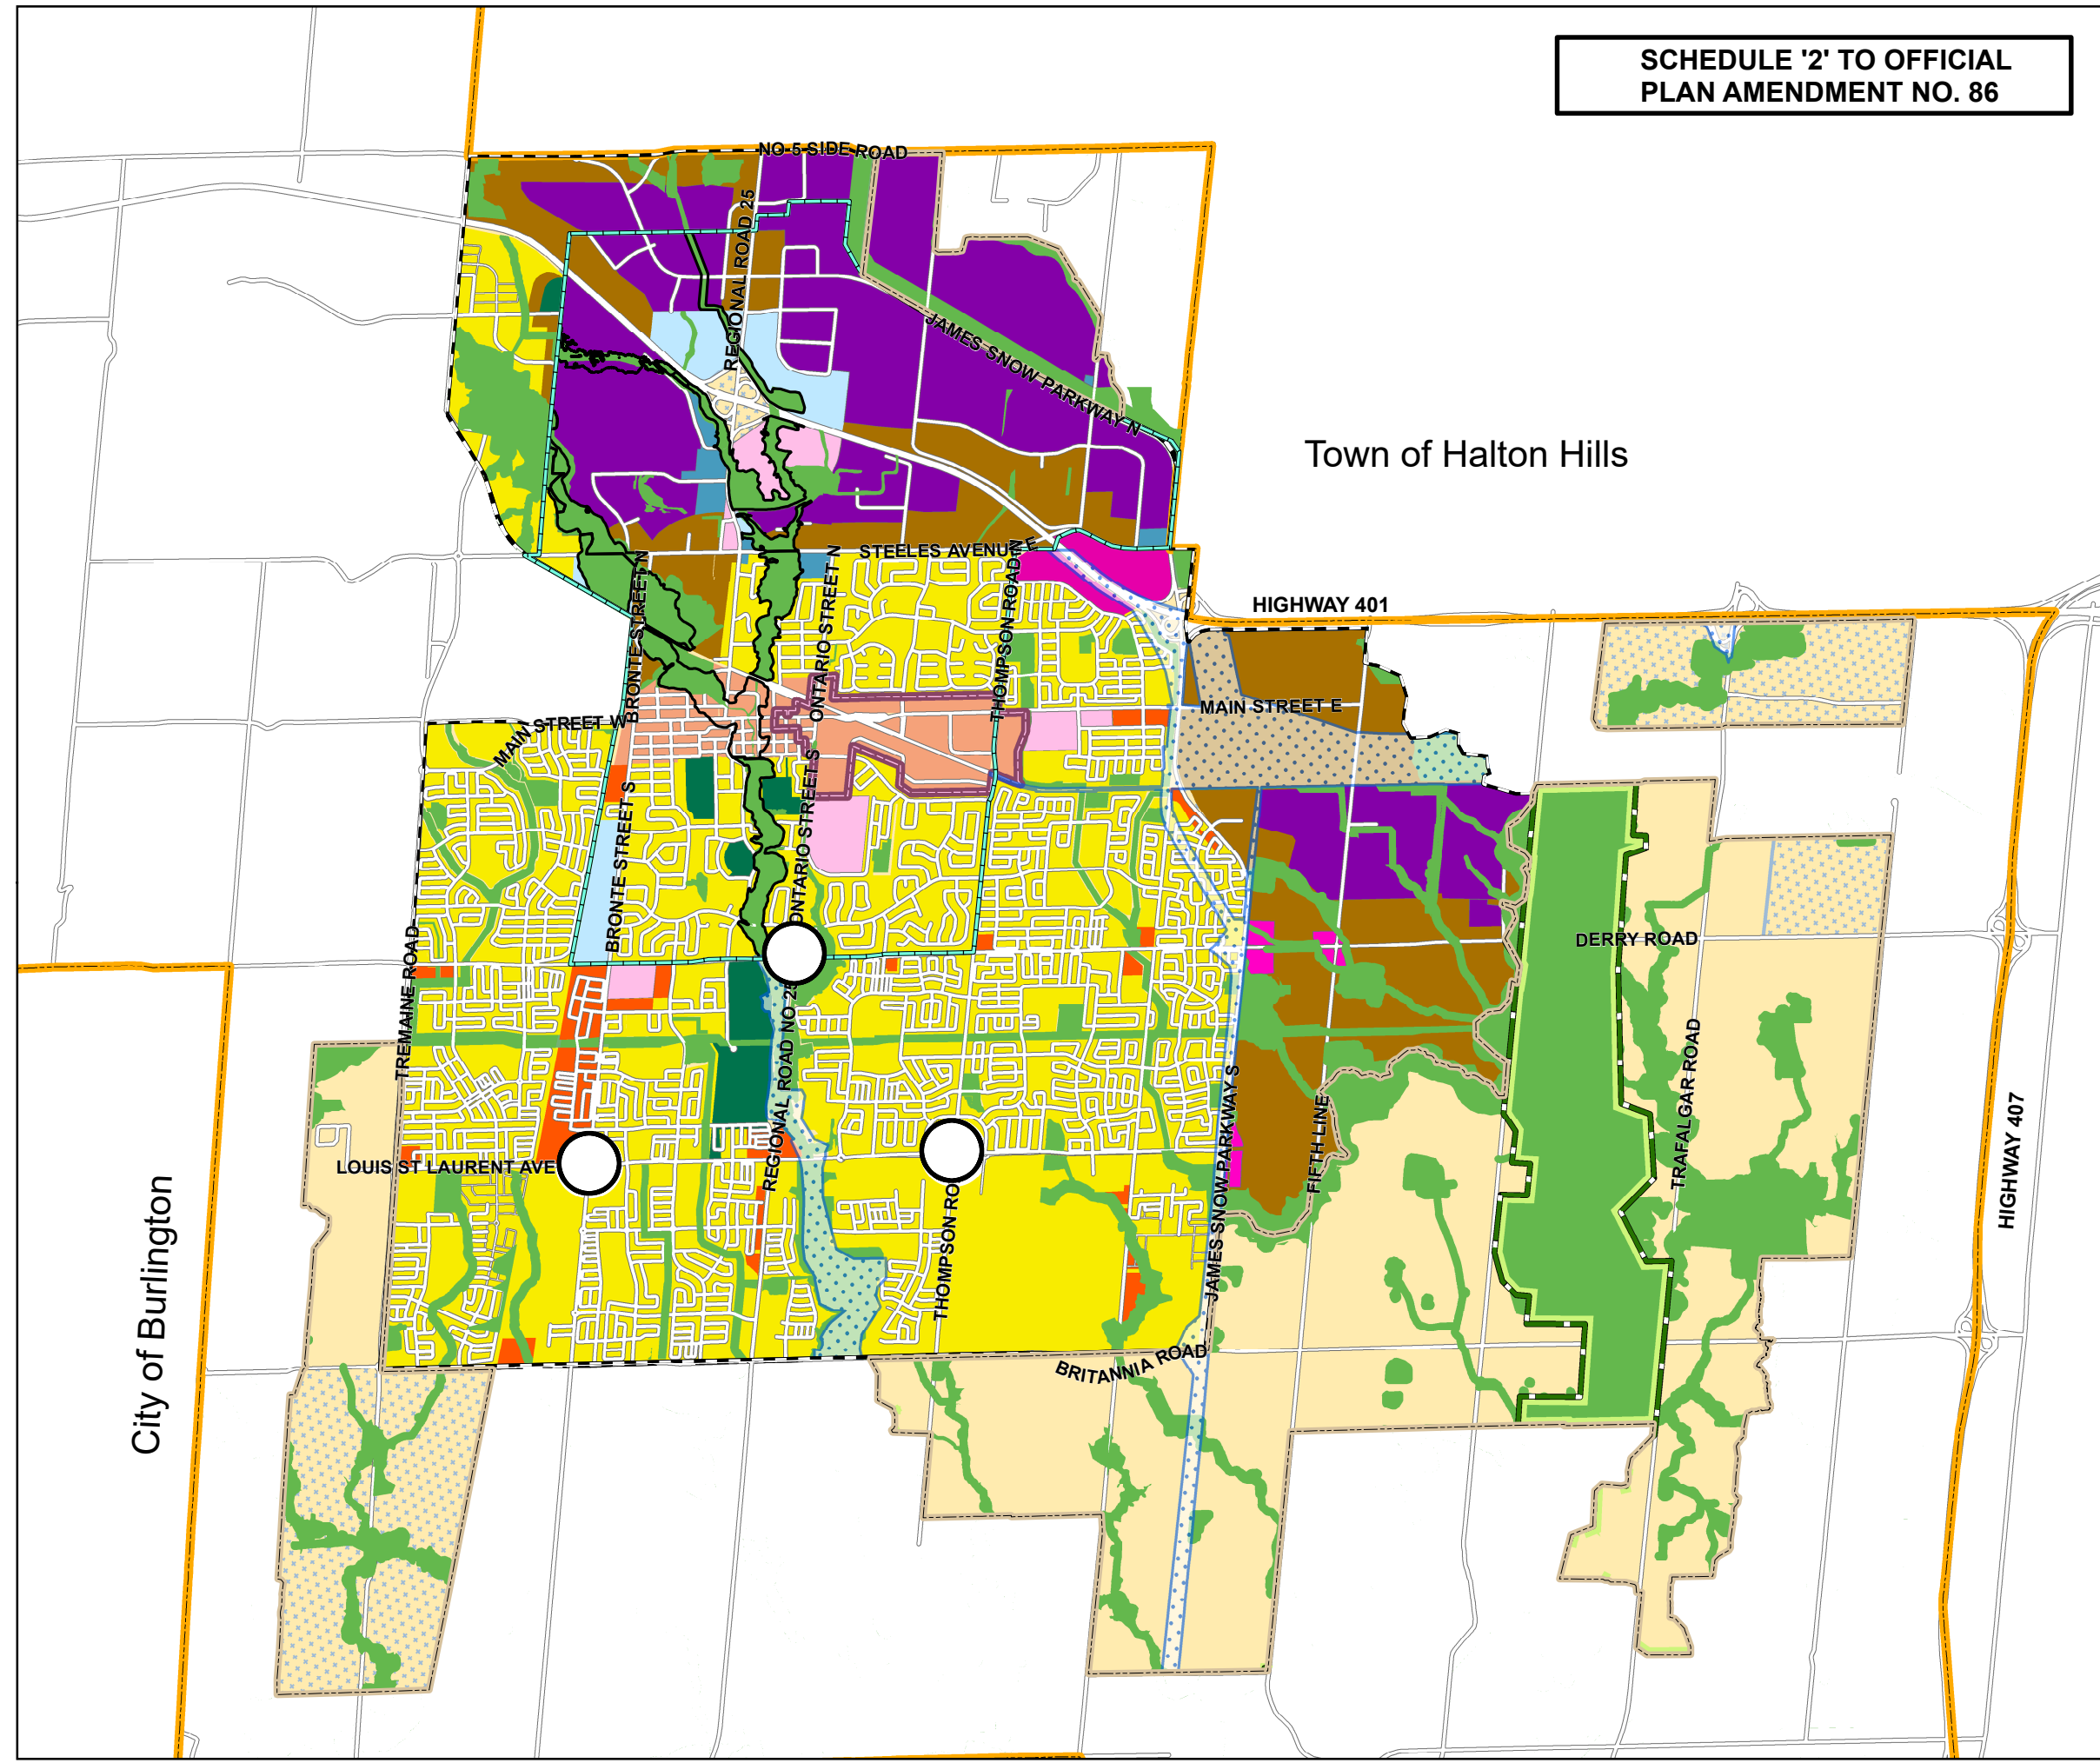 SCHEDULE '2' TO OFFICIAL
PLAN AMENDMENT NO. 86
NO 5 SIDE ROAD
REGIONAL ROAD 25
JAMES SNOW PARKWAY N
Town of Halton Hills
STEELES AVENUE E
BRONTE STREET N
ONTARIO STREET N
THOMPSON ROAD N
HIGHWAY 401
MAIN STREET W
MAIN STREET E
BRONTE STREET S
ONTARIO STREET S
TREMAINE ROAD
DERRY ROAD
REGIONAL ROAD NO 25
TRAFALGAR ROAD
JAMES SNOW PARKWAY S
FIFTH LINE
HIGHWAY 407
LOUIS ST LAURENT AVE
THOMPSON RO
City of Burlington
BRITANNIA ROAD